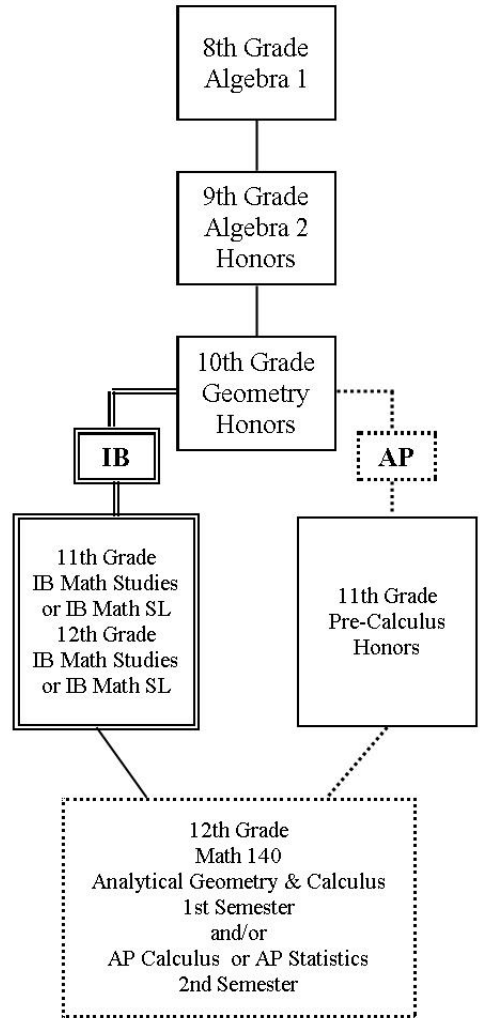 8th Grade
Algebra 1
9th Grade
Algebra 2
Honors
10th Grade
Geometry
Honors
IB
AP
11th Grade
IB Math Studies
or IB Math SL
12th Grade
IB Math Studies
or IB Math SL
11th Grade
Pre-Calculus
Honors
12th Grade
Math 140
Analytical Geometry & Calculus
1st Semester
and/or
AP Calculus or AP Statistics
2nd Semester